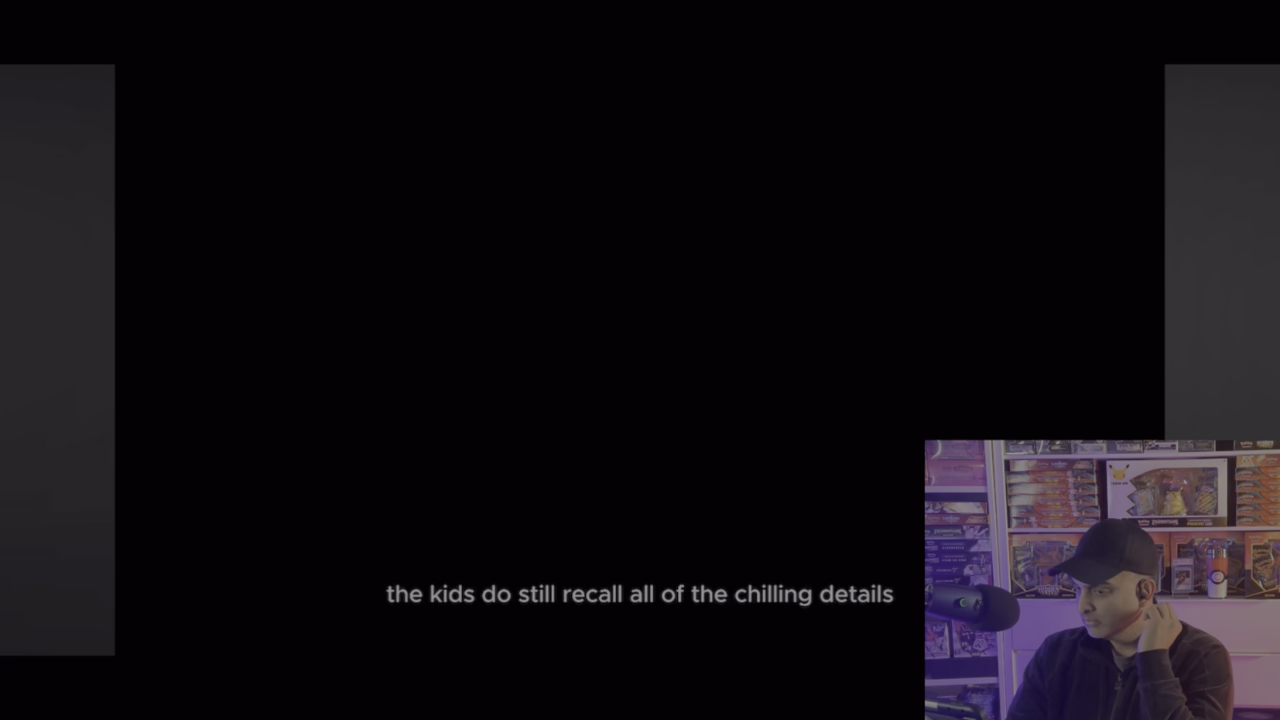 the kids do still recall all of the chilling details